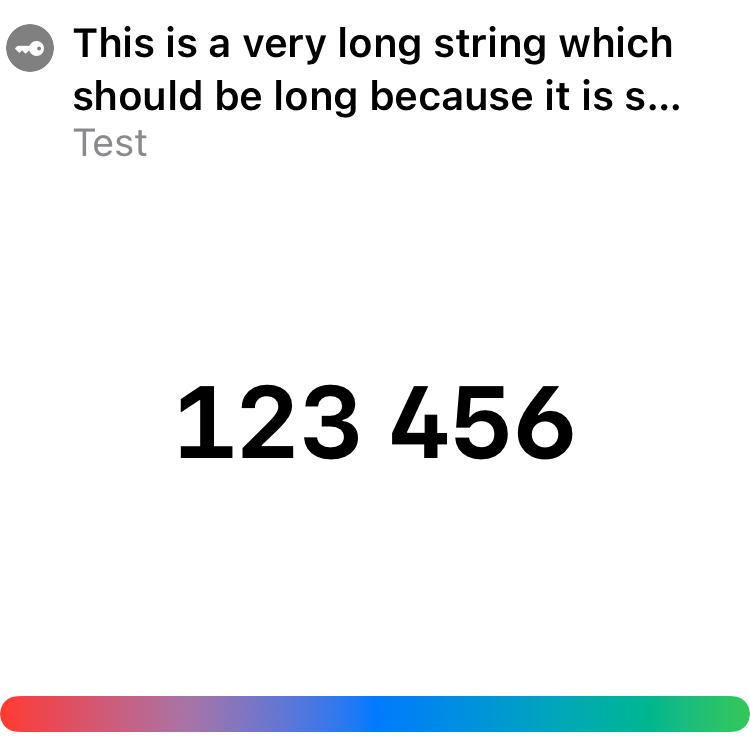 This is a very long string which
should be long because it is s...
Test
123 456